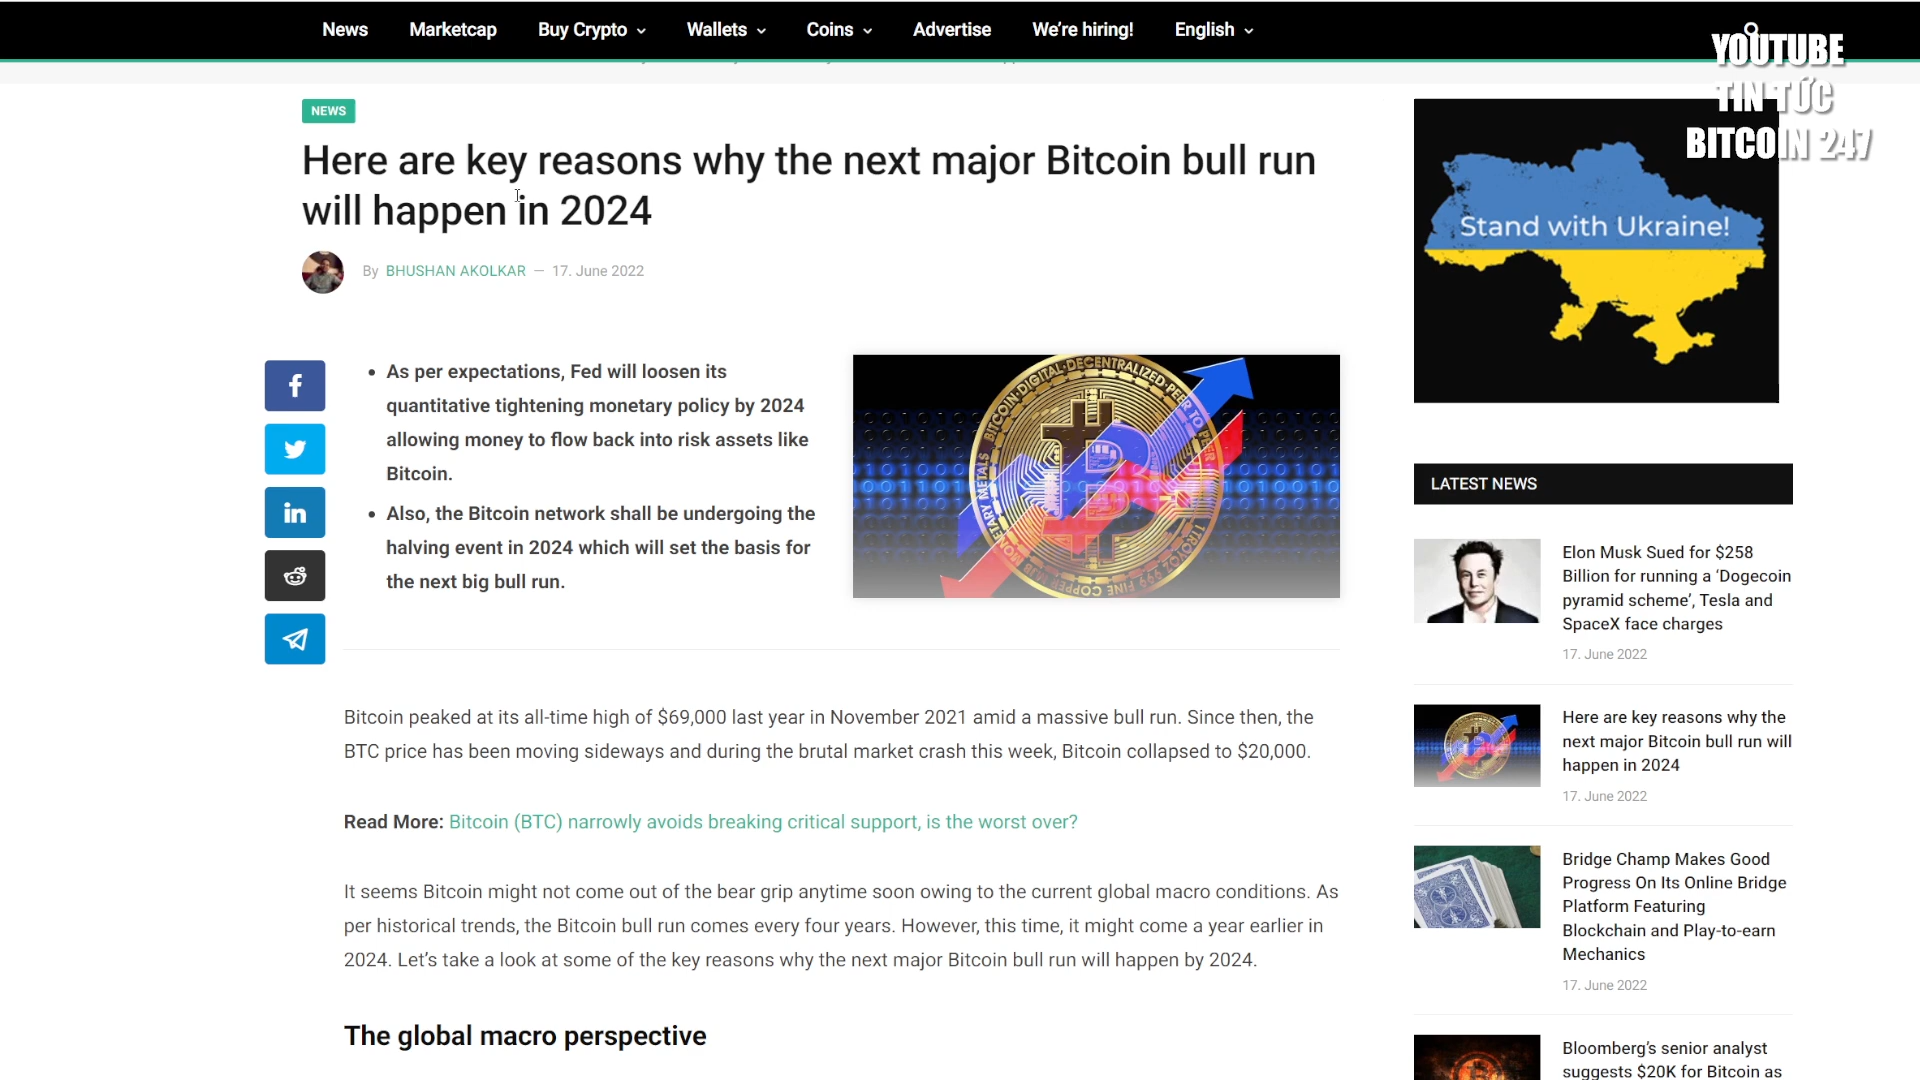 News
Marketcap
Buy Crypto
Wallets
Coins
Advertise
We're hiring!
English
YOUTUBE
TIN TỨC
BITCOIN 247
NEWS
Here are key reasons why the next major Bitcoin bull run
will happen in 2024
By BHUSHAN AKOLKAR — 17. June 2022
Stand with Ukraine!
• As per expectations, Fed will loosen its
quantitative tightening monetary policy by 2024
allowing money to flow back into risk assets like
Bitcoin.
• Also, the Bitcoin network shall be undergoing the
halving event in 2024 which will set the basis for
the next big bull run.
BITCOIN DIGITAL DECENTRALIZED PEER TO PEER
Bitcoin peaked at its all-time high of $69,000 last year in November 2021 amid a massive bull run. Since then, the
BTC price has been moving sideways and during the brutal market crash this week, Bitcoin collapsed to $20,000.
Read More: Bitcoin (BTC) narrowly avoids breaking critical support, is the worst over?
It seems Bitcoin might not come out of the bear grip anytime soon owing to the current global macro conditions. As
per historical trends, the Bitcoin bull run comes every four years. However, this time, it might come a year earlier in
2024. Let's take a look at some of the key reasons why the next major Bitcoin bull run will happen by 2024.
The global macro perspective
LATEST NEWS
Elon Musk Sued for $258
Billion for running a 'Dogecoin
pyramid scheme', Tesla and
SpaceX face charges
17. June 2022
Here are key reasons why the
next major Bitcoin bull run will
happen in 2024
17. June 2022
Bridge Champ Makes Good
Progress On Its Online Bridge
Platform Featuring
Blockchain and Play-to-earn
Mechanics
17. June 2022
Bloomberg's senior analyst
suggests $20K for Bitcoin as